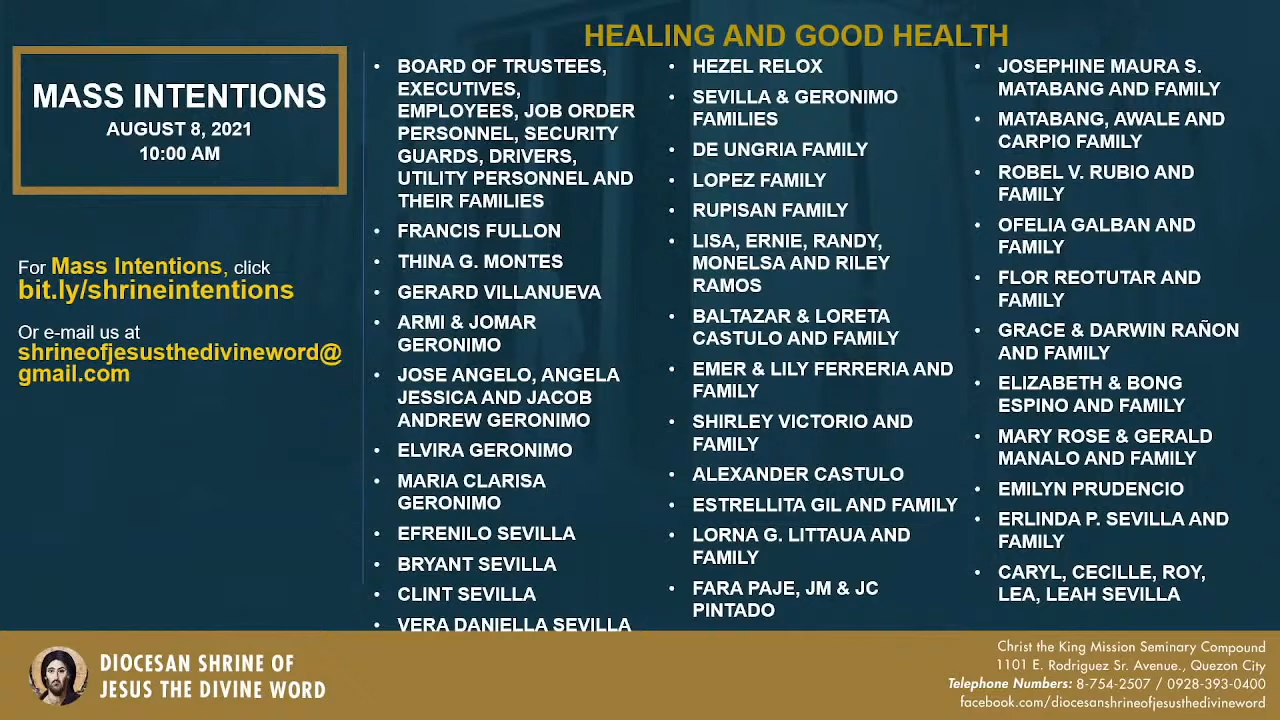 HEALING AND GOOD HEALTH
MASS INTENTIONS
AUGUST 8, 2021
10:00 AM
For Mass Intentions, click
bit.ly/shrineintentions
Or e-mail us at
shrineofjesusthedivineword@
gmail.com
• BOARD OF TRUSTEES,
EXECUTIVES,
EMPLOYEES, JOB ORDER
PERSONNEL, SECURITY
GUARDS, DRIVERS,
UTILITY PERSONNEL AND
THEIR FAMILIES
• FRANCIS FULLON
• THINA G. MONTES
• GERARD VILLANUEVA
• ARMI & JOMAR
GERONIMO
• JOSE ANGELO, ANGELA
JESSICA AND JACOB
ANDREW GERONIMO
• ELVIRA GERONIMO
• MARIA CLARISA
GERONIMO
• EFRENILO SEVILLA
• BRYANT SEVILLA
• CLINT SEVILLA
• VERA DANIELLA SEVILLA
• HEZEL RELOX
• SEVILLA & GERONIMO
FAMILIES
• DE UNGRIA FAMILY
• LOPEZ FAMILY
• RUPISAN FAMILY
• LISA, ERNIE, RANDY,
MONELSA AND RILEY
RAMOS
• BALTAZAR & LORETA
CASTULO AND FAMILY
• EMER & LILY FERRERIA AND
FAMILY
• SHIRLEY VICTORIO AND
FAMILY
• ALEXANDER CASTULO
• ESTRELLITA GIL AND FAMILY
• LORNA G. LITTAUA AND
FAMILY
• FARA PAJE, JM & JC
PINTADO
• JOSEPHINE MAURA S.
MATABANG AND FAMILY
• MATABANG, AWALE AND
CARPIO FAMILY
• ROBEL V. RUBIO AND
FAMILY
• OFELIA GALBAN AND
FAMILY
• FLOR REOTUTAR AND
FAMILY
• GRACE & DARWIN RAÑON
AND FAMILY
• ELIZABETH & BONG
ESPINO AND FAMILY
• MARY ROSE & GERALD
MANALO AND FAMILY
• EMILYN PRUDENCIO
• ERLINDA P. SEVILLA AND
FAMILY
• CARYL, CECILLE, ROY,
LEA, LEAH SEVILLA
DIOCESAN SHRINE OF
JESUS THE DIVINE WORD
Christ the King Mission Seminary Compound
1101 E. Rodriguez Sr. Avenue., Quezon City
Telephone Numbers: 8-754-2507 / 0928-393-0400
facebook.com/diocesanshrineofjesusthedivineword